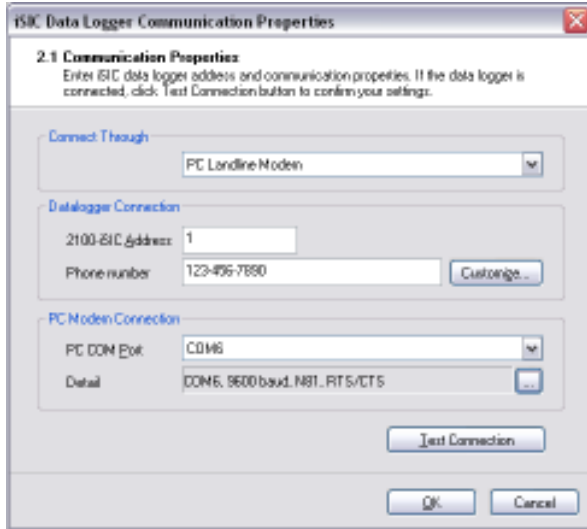 iSIC Data Logger Communication Properties
2.1 Communication Properties
Enter iSIC data logger address and communication properties. If the data logger is
connected, click Test Connection button to confirm your settings.
Connect Through
PC Landline Modem
Datalogger Connection
2100-iSIC Address 1
Phone number 123-456-7890 Customize...
PC Modem Connection
PC COM Port COM6
Detail COM6, 9600 baud, N81, RTS/CTS ...
Test Connection
OK Cancel